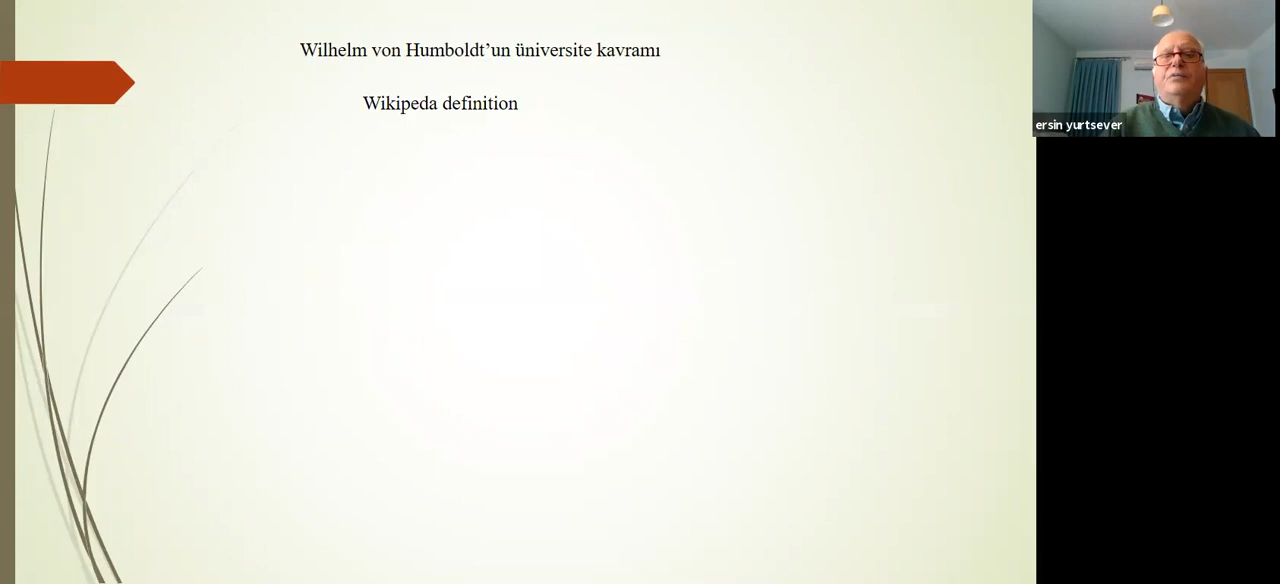 Wilhelm von Humboldt’un üniversite kavramı
Wikipeda definition
ersin yurtsever